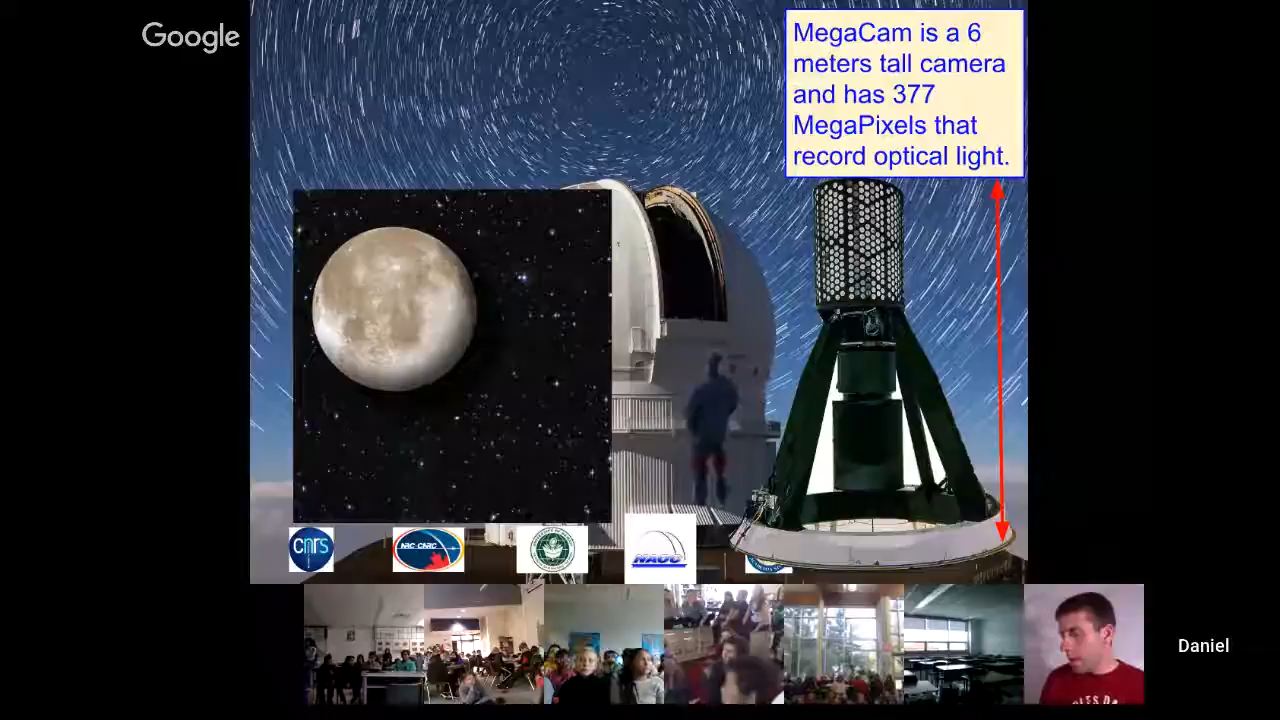 Google
MegaCam is a 6
meters tall camera
and has 377
MegaPixels that
record optical light.
cnrs
NRC-CNRC
NAOC
Daniel